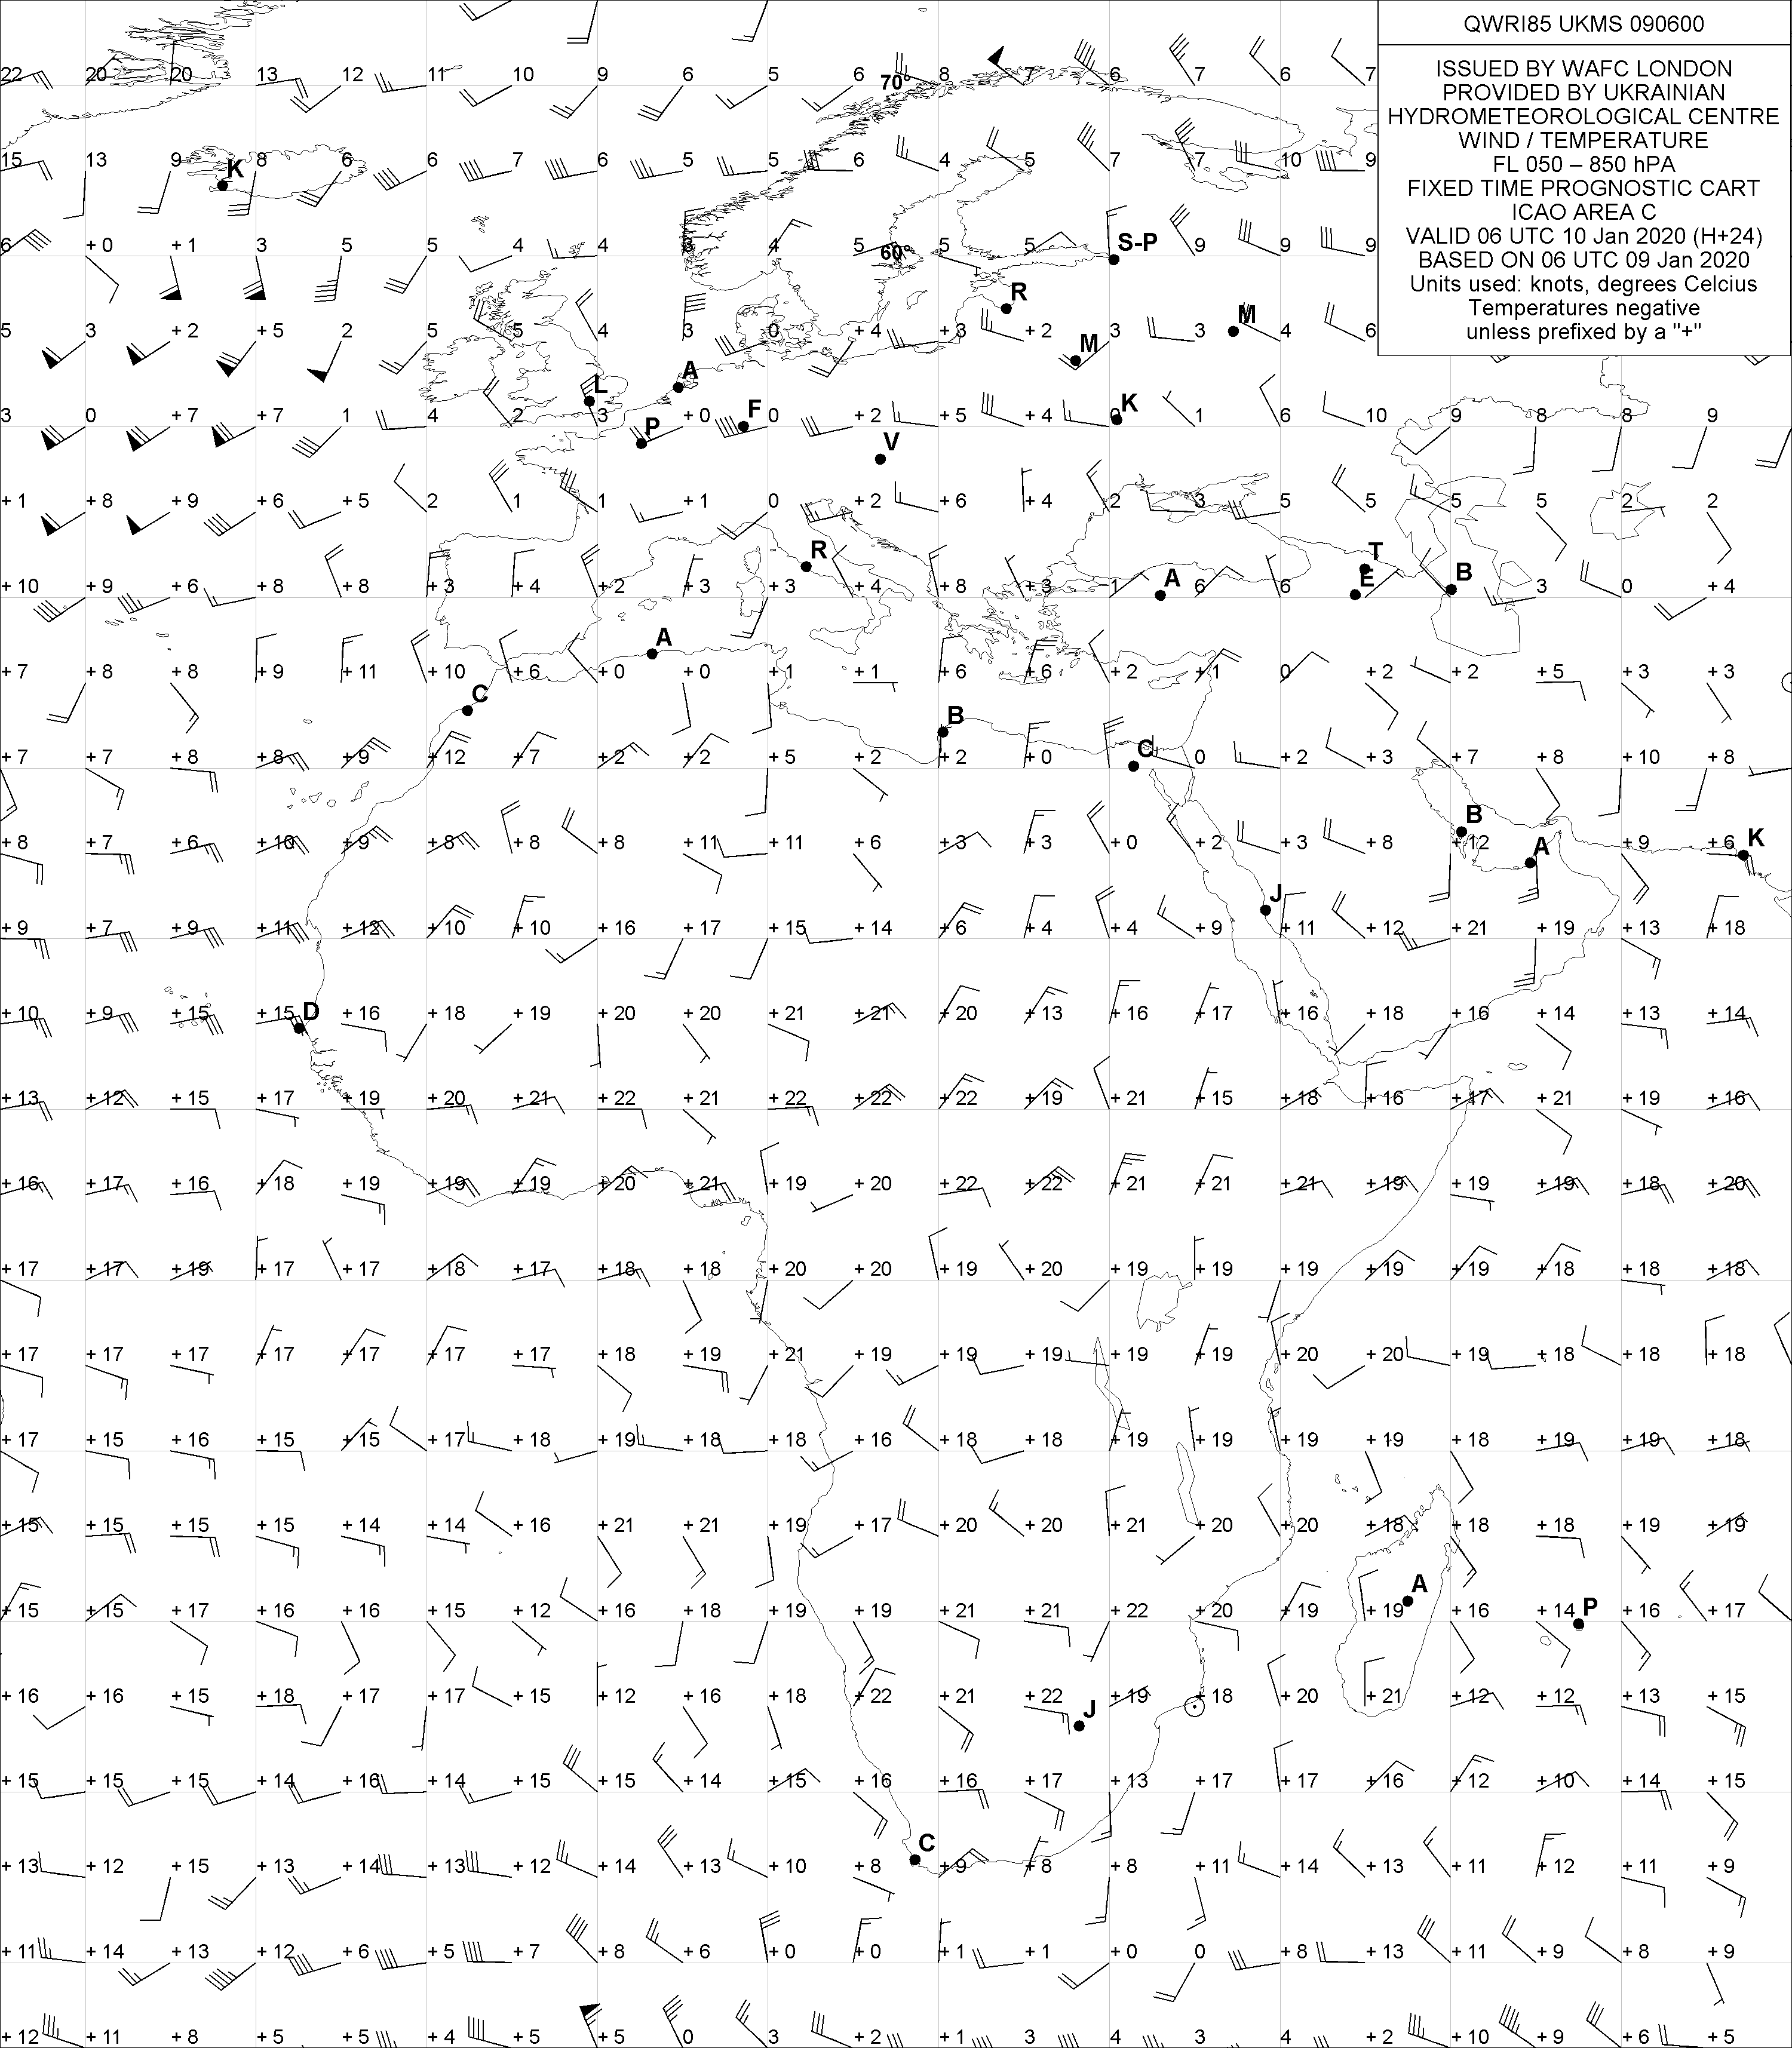 QWRI85 UKMS 090600
ISSUED BY WAFC LONDON
PROVIDED BY UKRAINIAN
HYDROMETEOROLOGICAL CENTRE
WIND / TEMPERATURE
FL 050 – 850 hPA
FIXED TIME PROGNOSTIC CART
ICAO AREA C
VALID 06 UTC 10 Jan 2020 (H+24)
BASED ON 06 UTC 09 Jan 2020
Units used: knots, degrees Celcius
Temperatures negative
unless prefixed by a "+"
22 20 20 13 12 11 10 9 6 5 6 70° 8 7 6 7 6 7
15 13 9 K 8 6 6 7 6 5 5 6 4 5 7 7 10 9
6 +0 +1 3 5 5 4 4 3 4 5 60° 5 5 S-P 9 9 9
R
5 3 +2 +5 2 5 5 4 3 0 +4 +3 +2 M 3 3 M 4 6
L A
3 0 +7 +7 1 4 2 3 P +0 F 0 +2 V +5 +4 0 K 1 6 10 9 8 8 9
+1 +8 +9 +6 +5 2 1 1 +1 0 +2 +6 +4 2 3 5 5 5 5 2 2
R T
+10 +9 +6 +8 +8 +3 +4 +2 +3 +3 +4 +8 +3 1 A 6 6 E B 3 0 +4
A
+7 +8 +8 +9 +11 +10 +6 +0 +0 +1 +1 +6 +6 +2 1 0 +2 +2 +5 +3 +3
C B
+7 +7 +8 +8 +9 +12 +7 +2 +2 +5 +2 +2 +0 C 0 +2 +3 +7 +8 +10 +8
B
+8 +7 +6 +10 +9 +8 +8 +8 +11 +11 +6 +3 +3 +0 +2 +3 +8 +12 A +9 +6 K
J
+9 +7 +9 +11 +12 +10 +10 +16 +17 +15 +14 +6 +4 +4 +9 +11 +12 +21 +19 +13 +18
+10 +9 +15 +15 D +16 +18 +19 +20 +20 +21 +21 +20 +13 +16 +17 +16 +18 +16 +14 +13 +14
+13 +12 +15 +17 +19 +20 +21 +22 +21 +22 +22 +22 +19 +21 +15 +18 +16 +17 +21 +19 +16
+16 +17 +16 +18 +19 +19 +19 +20 +21 +19 +20 +22 +22 +21 +21 +21 +19 +19 +19 +18 +20
+17 +17 +19 +17 +17 +18 +17 +18 +18 +20 +20 +19 +20 +19 +19 +19 +19 +19 +18 +18 +18
+17 +17 +17 +17 +17 +17 +17 +18 +19 +21 +19 +19 +19 +19 +19 +20 +20 +19 +18 +18 +18
+17 +15 +16 +15 +15 +17 +18 +19 +18 +18 +16 +18 +18 +19 +19 +19 +19 +18 +19 +19 +18
+15 +15 +15 +15 +14 +14 +16 +21 +21 +19 +17 +20 +20 +21 +20 +20 +18 +18 +18 +19 +19
A
+15 +15 +17 +16 +16 +15 +12 +16 +18 +19 +19 +21 +21 +22 +20 +19 +19 +16 +14 P +16 +17
+16 +16 +15 +18 +17 +17 +15 +12 +16 +18 +22 +21 +22 J +19 +18 +20 +21 +12 +12 +13 +15
+15 +15 +15 +14 +16 +14 +15 +15 +14 +15 +16 +16 +17 +13 +17 +17 +16 +12 +10 +14 +15
C
+13 +12 +15 +13 +14 +13 +12 +14 +13 +10 +8 +9 +8 +8 +11 +14 +13 +11 +12 +11 +9
+11 +14 +13 +12 +6 +5 +7 +8 +6 +0 +0 +1 +1 +0 0 +8 +13 +11 +9 +8 +9
+12 +11 +8 +5 +5 +4 +5 +5 0 3 +2 +1 3 4 3 4 +2 +10 +9 +6 +5